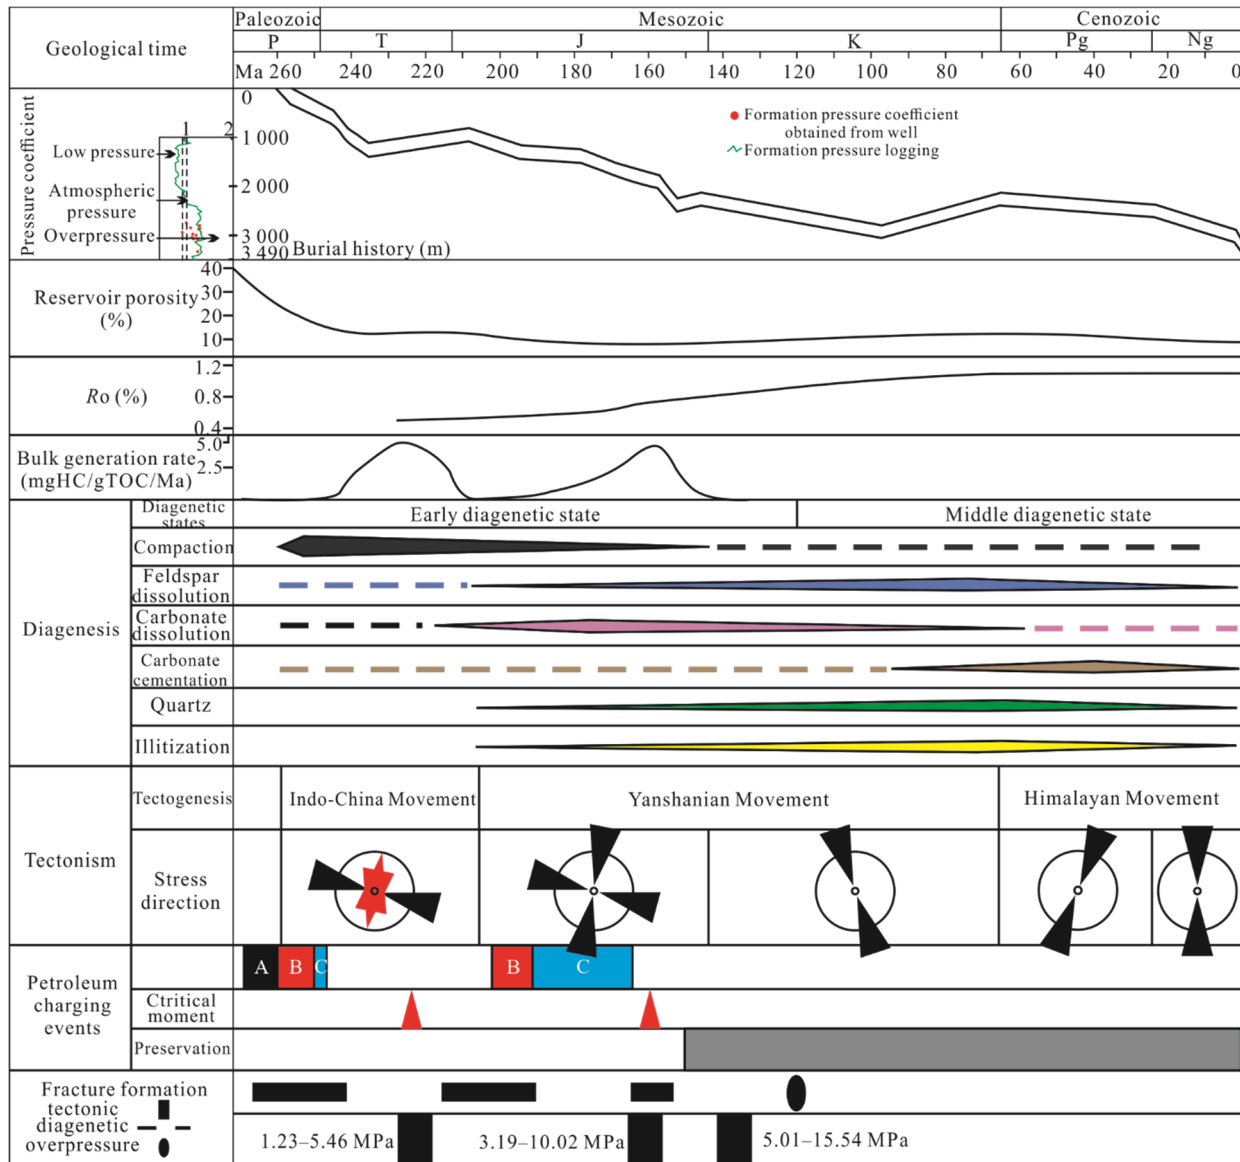 Geological time
Paleozoic
Mesozoic
Cenozoic
P
T
J
K
Pg
Ng
Ma 260 240 220 200 180 160 140 120 100 80 60 40 20 0
Pressure coefficient
1 2
Low pressure
Atmospheric
pressure
Overpressure
0
1 000
2 000
3 000
3 490 Burial history (m)
Formation pressure coefficient
obtained from well
Formation pressure logging
Reservoir porosity
(%)
40
30
20
10
Ro (%)
1.2
0.8
0.4
Bulk generation rate
(mgHC/gTOC/Ma)
5.0
2.5
Diagenesis
Diagenetic
states
Early diagenetic state
Middle diagenetic state
Compaction
Feldspar
dissolution
Carbonate
dissolution
Carbonate
cementation
Quartz
Illitization
Tectonism
Tectogenesis
Indo-China Movement
Yanshanian Movement
Himalayan Movement
Stress
direction
Petroleum
charging
events
A B C B C
Ctritical
moment
Preservation
Fracture formation
tectonic
diagenetic
overpressure
1.23–5.46 MPa
3.19–10.02 MPa
5.01–15.54 MPa